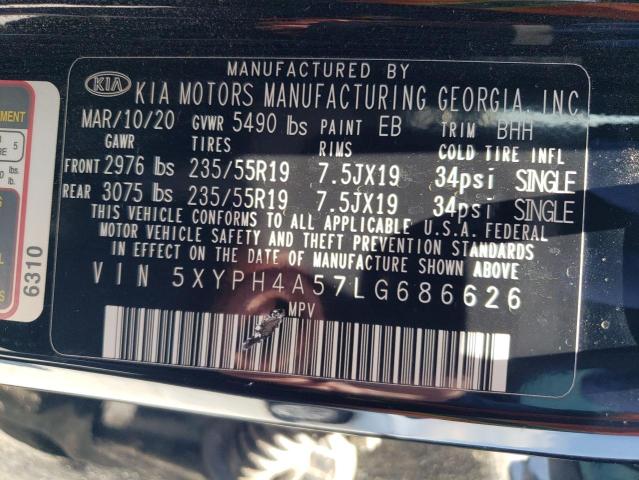 MANUFACTURED BY
KIA KIA MOTORS MANUFACTURING GEORGIA, INC
MAR/10/20 GVWR 5490 lbs PAINT EB TRIM BHH
GAWR TIRES RIMS COLD TIRE INFL
FRONT 2976 lbs 235/55R19 7.5JX19 34psi SINGLE
REAR 3075 lbs 235/55R19 7.5JX19 34psi SINGLE
THIS VEHICLE CONFORMS TO ALL APPLICABLE U.S.A. FEDERAL
MOTOR VEHICLE SAFETY AND THEFT PREVENTION STANDARDS
IN EFFECT ON THE DATE OF MANUFACTURE SHOWN ABOVE
VIN 5XYPH4A57LG686626
MPV
6310